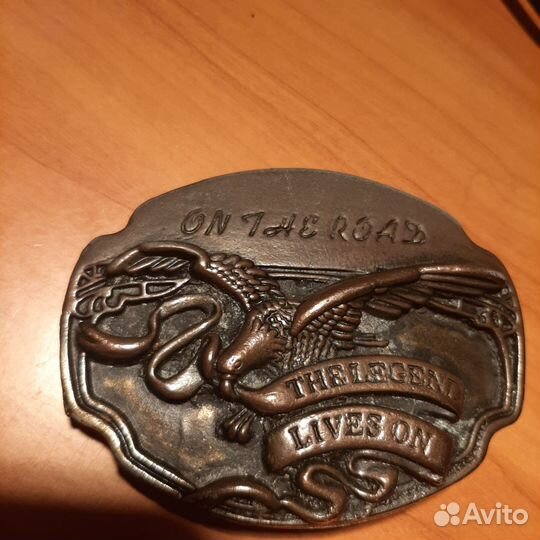 ON THE ROAD
THE LEGEND
LIVES ON
Avito